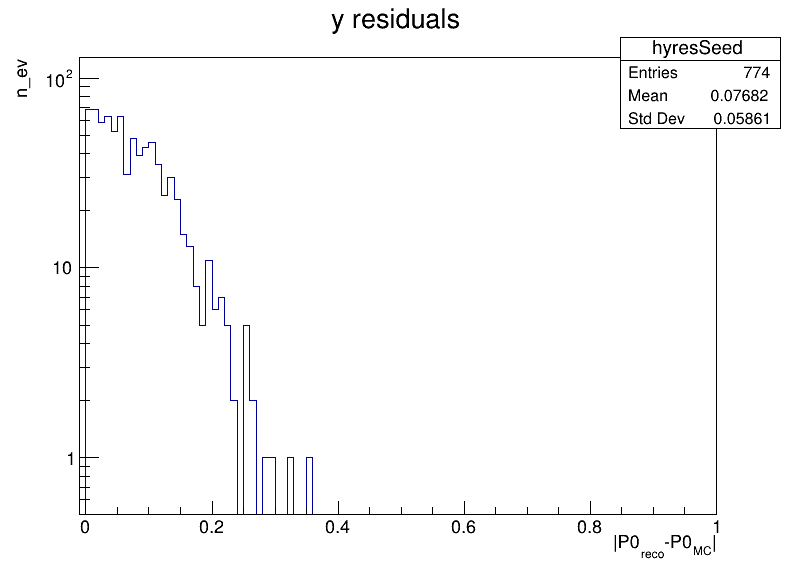 y residuals
hyresSeed
Entries 774
Mean 0.07682
Std Dev 0.05861
n_ev
10²
10
1
0 0.2 0.4 0.6 0.8 1
|P0reco-P0MC|